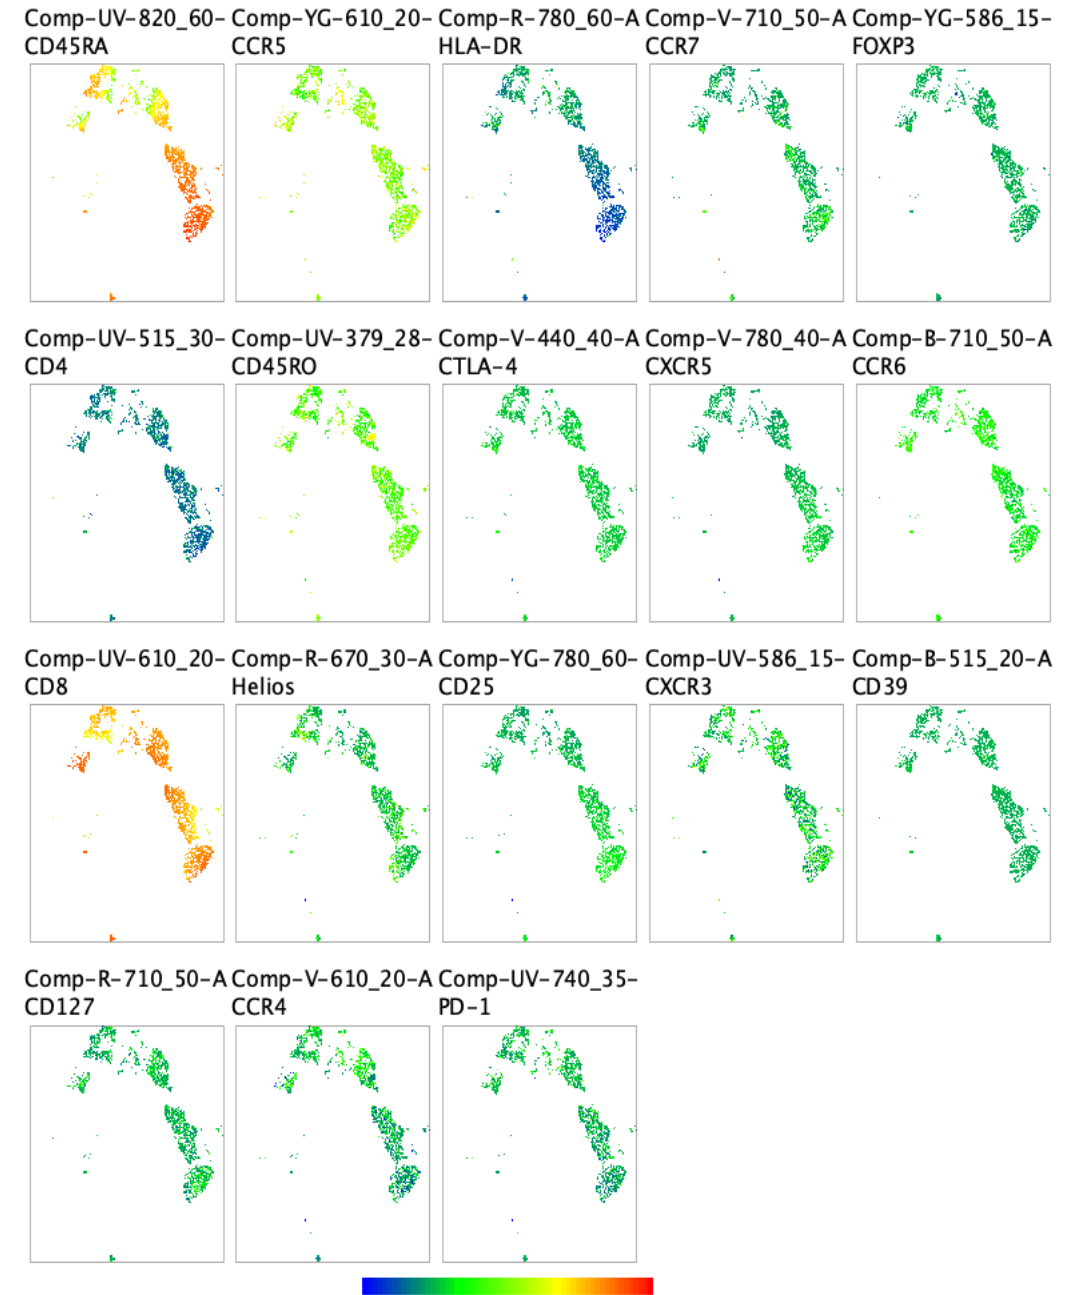 Comp-UV-820_60- Comp-YG-610_20- Comp-R-780_60-A Comp-V-710_50-A Comp-YG-586_15-
CD45RA CCR5 HLA-DR CCR7 FOXP3
Comp-UV-515_30- Comp-UV-379_28- Comp-V-440_40-A Comp-V-780_40-A Comp-B-710_50-A
CD4 CD45RO CTLA-4 CXCR5 CCR6
Comp-UV-610_20- Comp-R-670_30-A Comp-YG-780_60- Comp-UV-586_15- Comp-B-515_20-A
CD8 Helios CD25 CXCR3 CD39
Comp-R-710_50-A Comp-V-610_20-A Comp-UV-740_35-
CD127 CCR4 PD-1